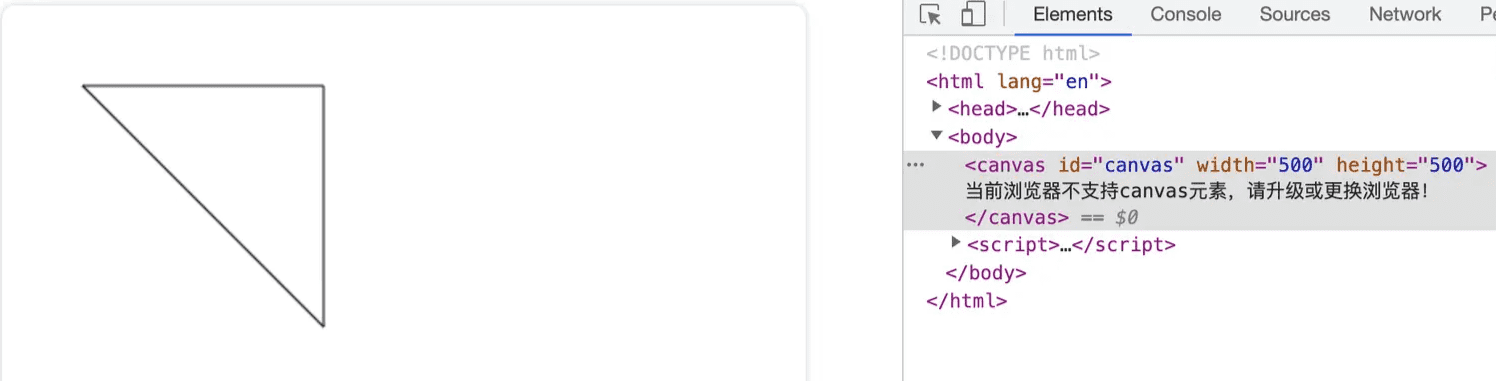 Elements Console Sources Network Pe
<!DOCTYPE html>
<html lang="en">
<head>…</head>
<body>
<canvas id="canvas" width="500" height="500">
当前浏览器不支持canvas元素，请升级或更换浏览器!
</canvas> == $0
<script>…</script>
</body>
</html>